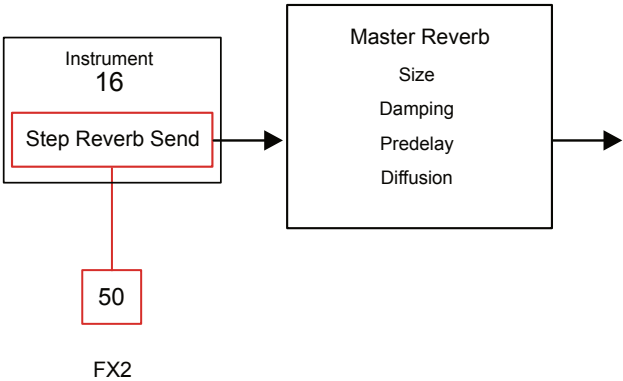 Instrument
16
Step Reverb Send
50
FX2
Master Reverb
Size
Damping
Predelay
Diffusion